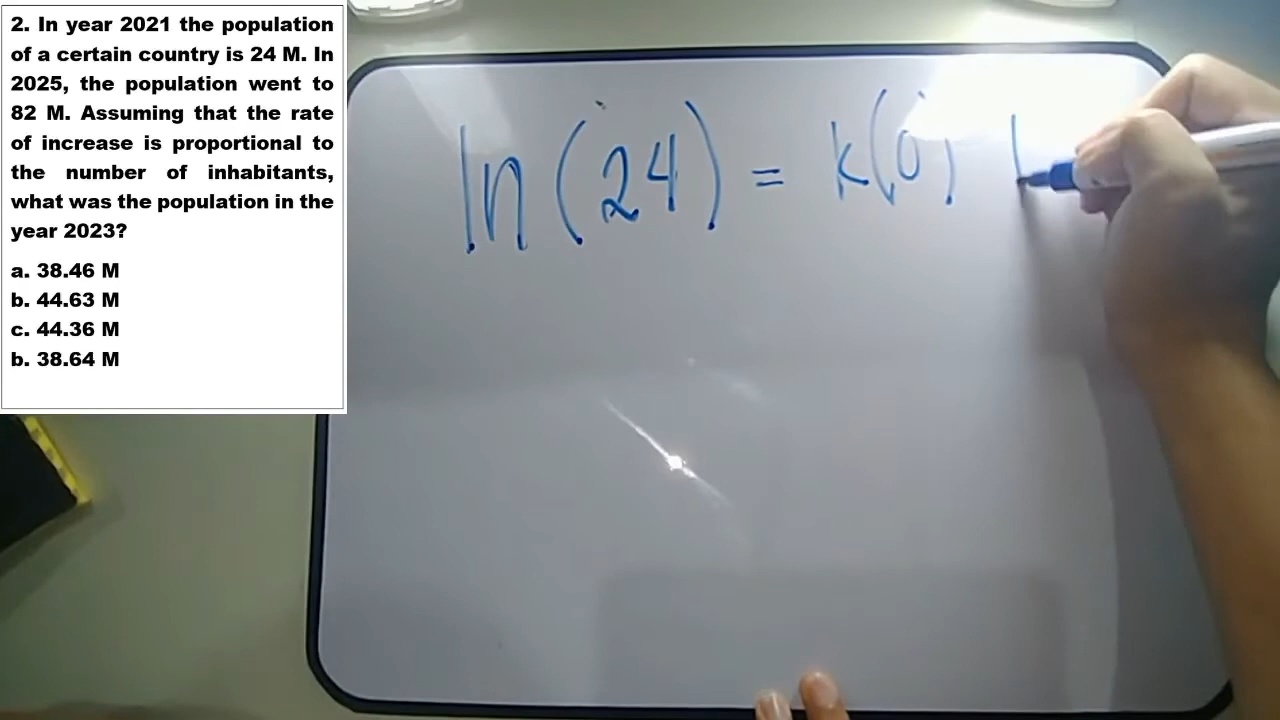 2. In year 2021 the population
of a certain country is 24 M. In
2025, the population went to
82 M. Assuming that the rate
of increase is proportional to
the number of inhabitants,
what was the population in the
year 2023?
a. 38.46 M
b. 44.63 M
c. 44.36 M
b. 38.64 M
ln (24) = k(0)